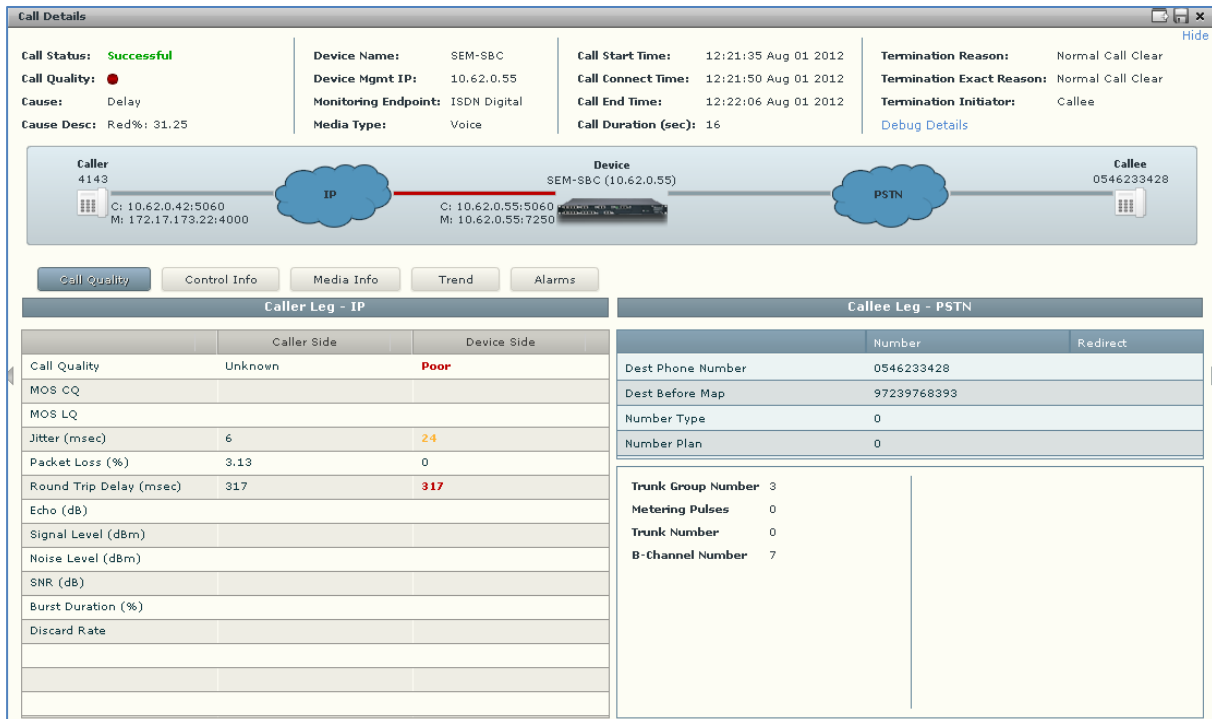 Call Details
Hide
Call Status: Successful Device Name: SEM-SBC Call Start Time: 12:21:35 Aug 01 2012 Termination Reason: Normal Call Clear
Call Quality: Device Mgmt IP: 10.62.0.55 Call Connect Time: 12:21:50 Aug 01 2012 Termination Exact Reason: Normal Call Clear
Cause: Delay Monitoring Endpoint: ISDN Digital Call End Time: 12:22:06 Aug 01 2012 Termination Initiator: Callee
Cause Desc: Red%: 31.25 Media Type: Voice Call Duration (sec): 16 Debug Details
Caller Device Callee
4143 SEM-SBC (10.62.0.55) 0546233428
IP PSTN
C: 10.62.0.42:5060 C: 10.62.0.55:5060
M: 172.17.173.22:4000 M: 10.62.0.55:7250
Call Quality Control Info Media Info Trend Alarms
Caller Leg - IP Callee Leg - PSTN
Caller Side Device Side
Call Quality Unknown Poor
MOS CQ
MOS LQ
Jitter (msec) 6 24
Packet Loss (%) 3.13 0
Round Trip Delay (msec) 317 317
Echo (dB)
Signal Level (dBm)
Noise Level (dBm)
SNR (dB)
Burst Duration (%)
Discard Rate
Number Redirect
Dest Phone Number 0546233428
Dest Before Map 97239768393
Number Type 0
Number Plan 0
Trunk Group Number 3
Metering Pulses 0
Trunk Number 0
B-Channel Number 7